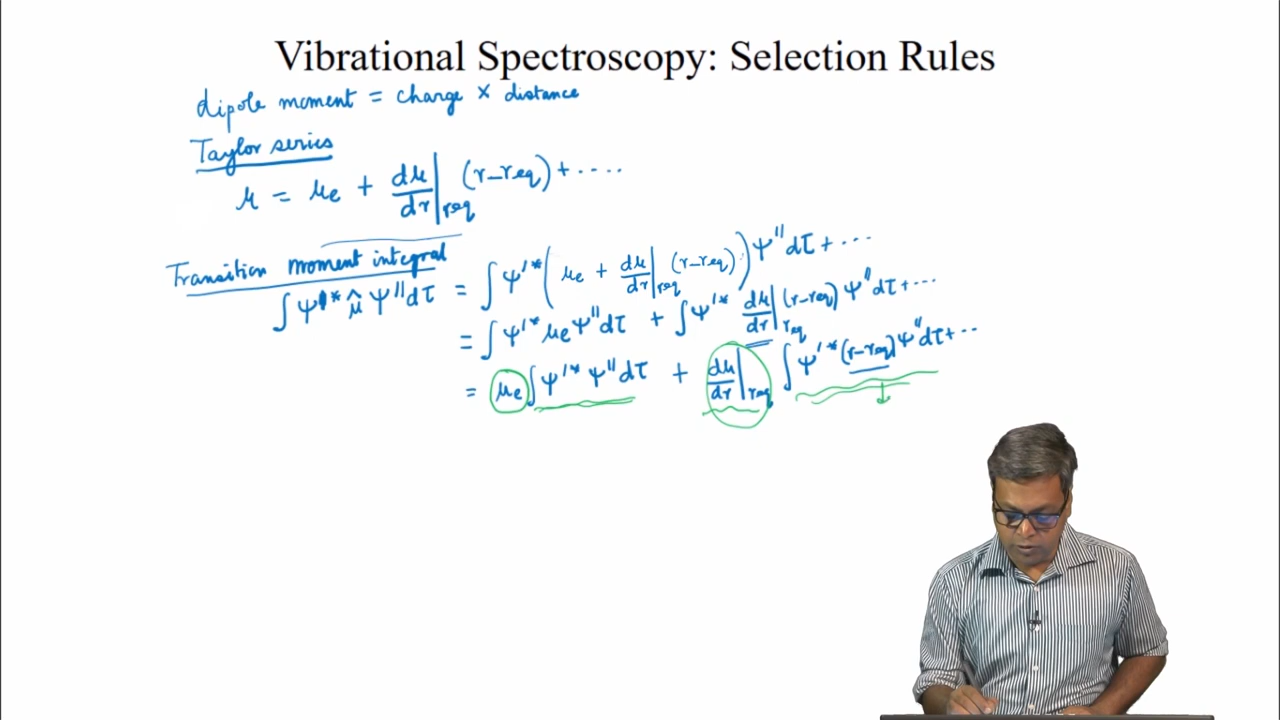 Vibrational Spectroscopy: Selection Rules
dipole moment = charge × distance
Taylor series
μ = μe + dμ/dr|req (r-req) + ....
Transition moment integral
∫ψ'* μ̂ ψ'' dτ = ∫ψ'* (μe + dμ/dr|req (r-req)) ψ'' dτ + ...
= ∫ψ'* μe ψ'' dτ + ∫ψ'* dμ/dr|req (r-req) ψ'' dτ + ...
= μe ∫ψ'* ψ'' dτ + dμ/dr|req ∫ψ'* (r-req) ψ'' dτ + ...